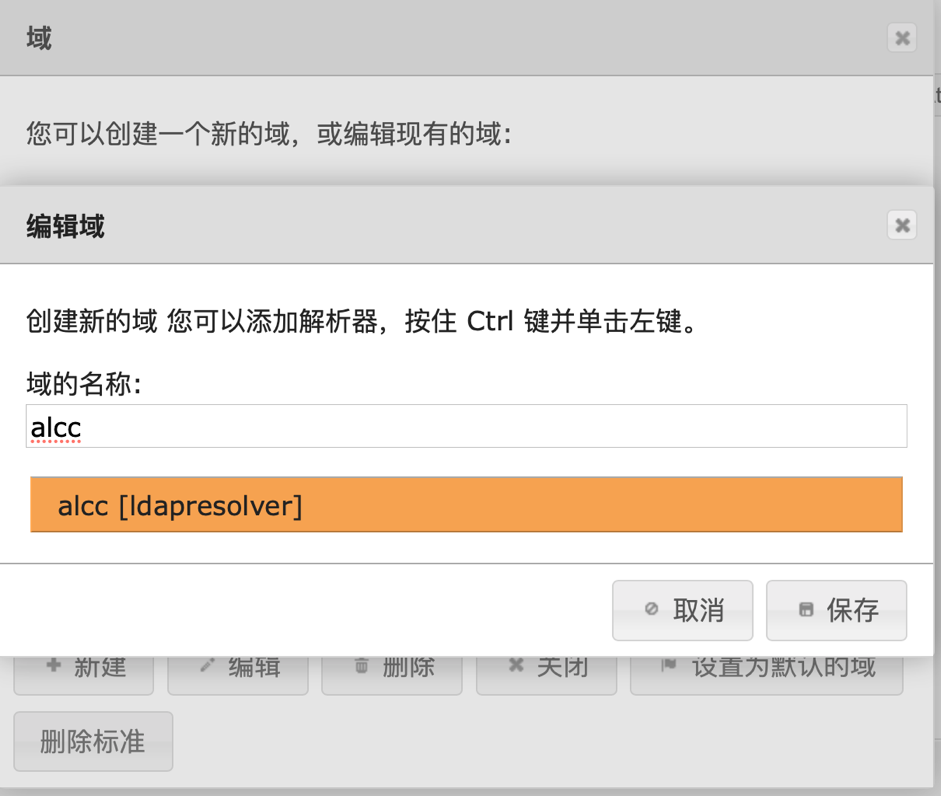 域
您可以创建一个新的域，或编辑现有的域：
编辑域
创建新的域 您可以添加解析器，按住 Ctrl 键并单击左键。
域的名称：
alcc
alcc [ldapresolver]
取消 保存
新建 编辑 删除 关闭 设置为默认的域
删除标准